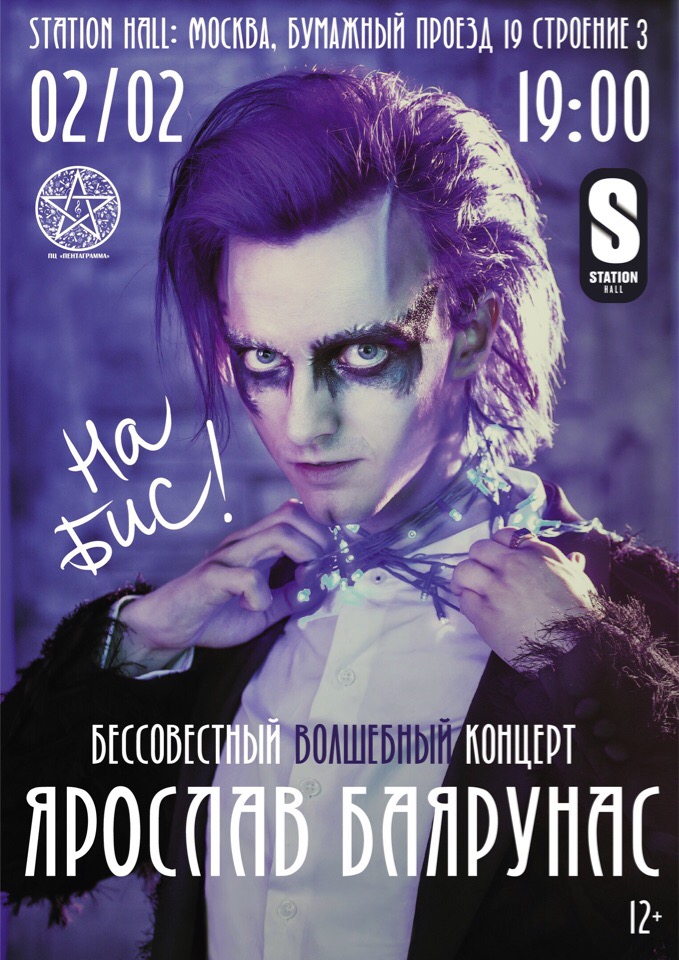 STATION HALL: МОСКВА, БУМАЖНЫЙ ПРОЕЗД 19 СТРОЕНИЕ 3
02/02 19:00
ПЦ «ПЕНТАГРАММА»
S
STATION
HALL
На
Бис!
БЕССОВЕСТНЫЙ ВОЛШЕБНЫЙ КОНЦЕРТ
ЯРОСЛАВ БАЯРУНАС
12+